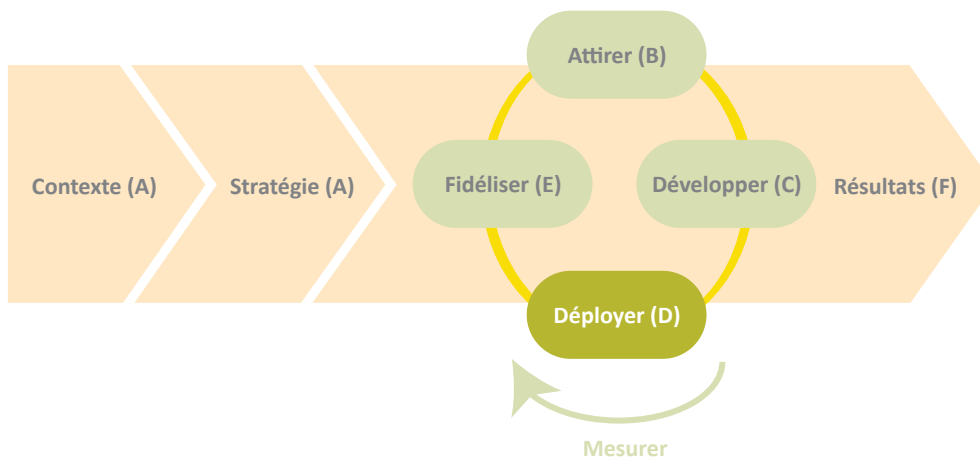 Attirer (B)
Contexte (A)
Stratégie (A)
Fidéliser (E)
Développer (C)
Résultats (F)
Déployer (D)
Mesurer